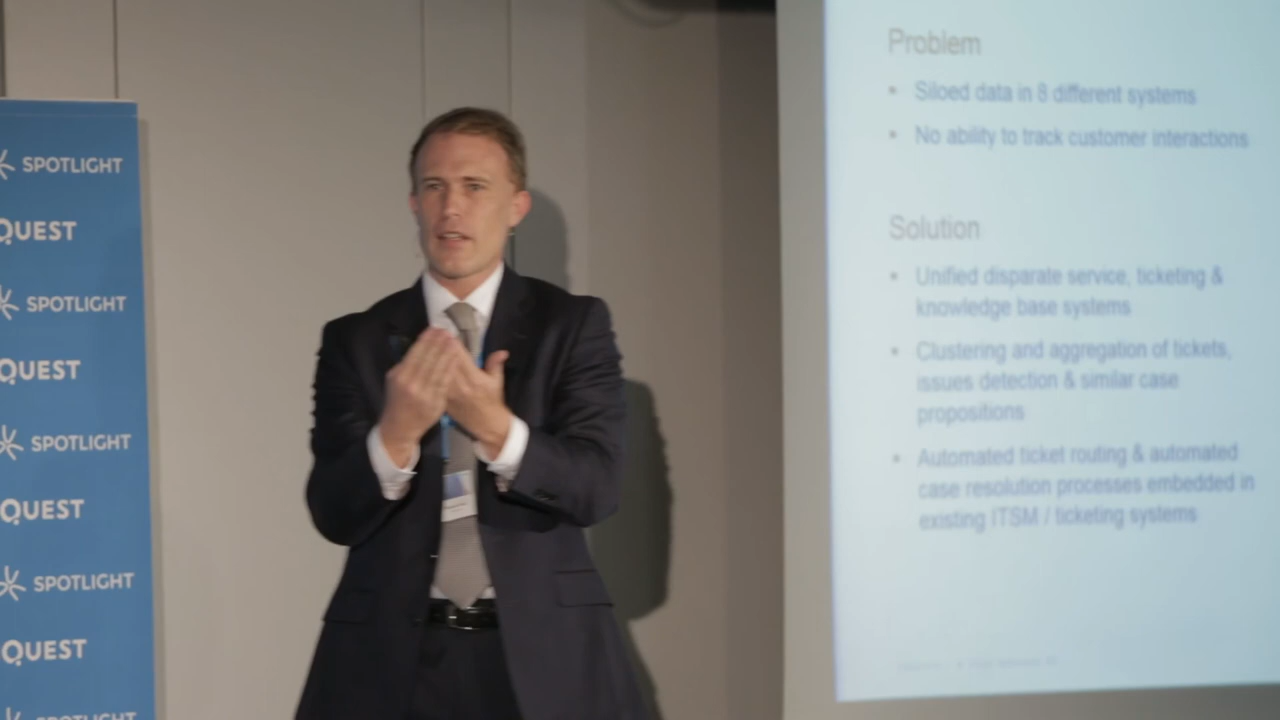 SPOTLIGHT
QUEST
SPOTLIGHT
QUEST
SPOTLIGHT
QUEST
SPOTLIGHT
QUEST
SPOTLIGHT
Problem
• Siloed data in 8 different systems
• No ability to track customer interactions
Solution
• Unified disparate service, ticketing &
knowledge base systems
• Clustering and aggregation of tickets,
issues detection & similar case
propositions
• Automated ticket routing & automated
case resolution processes embedded in
existing ITSM / ticketing systems